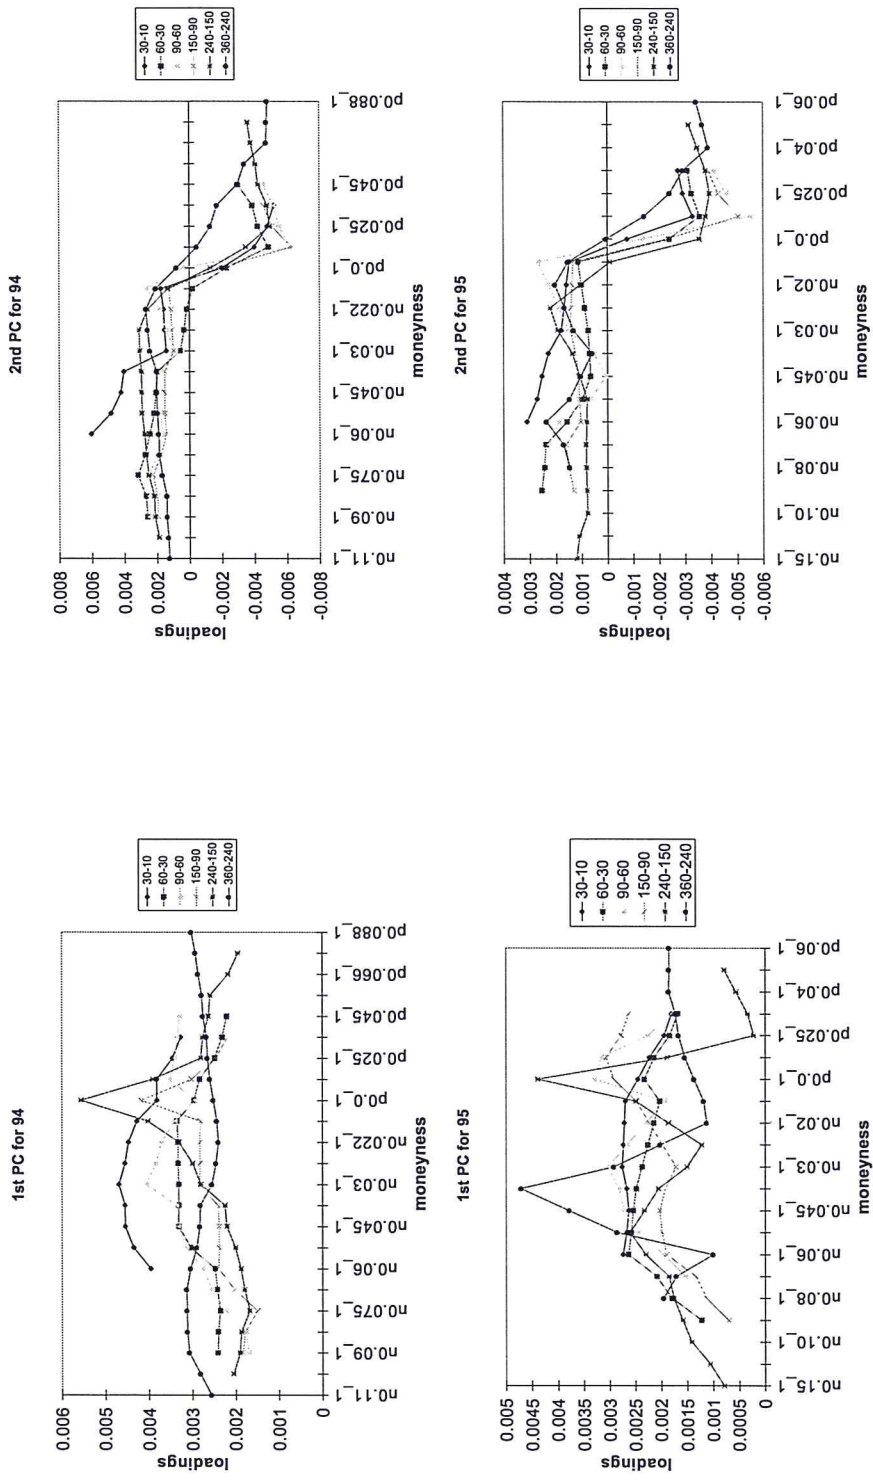 1st PC for 94
loadings
0.006
0.005
0.004
0.003
0.002
0.001
0
n0.11_1
n0.09_1
n0.075_1
n0.06_1
n0.045_1
n0.03_1
n0.022_1
p0.0_1
p0.025_1
p0.045_1
p0.066_1
p0.088_1
moneyness
30-10
60-30
90-60
150-90
240-150
360-240
2nd PC for 94
loadings
0.008
0.006
0.004
0.002
0
-0.002
-0.004
-0.006
-0.008
n0.11_1
n0.09_1
n0.075_1
n0.06_1
n0.045_1
n0.03_1
n0.022_1
p0.0_1
p0.025_1
p0.045_1
p0.088_1
moneyness
30-10
60-30
90-60
150-90
240-150
360-240
1st PC for 95
loadings
0.005
0.0045
0.004
0.0035
0.003
0.0025
0.002
0.0015
0.001
0.0005
0
n0.15_1
n0.10_1
n0.08_1
n0.06_1
n0.045_1
n0.03_1
n0.02_1
p0.0_1
p0.025_1
p0.04_1
p0.06_1
moneyness
30-10
60-30
90-60
150-90
240-150
360-240
2nd PC for 95
loadings
0.004
0.003
0.002
0.001
0
-0.001
-0.002
-0.003
-0.004
-0.005
-0.006
n0.15_1
n0.10_1
n0.08_1
n0.06_1
n0.045_1
n0.03_1
n0.02_1
p0.0_1
p0.025_1
p0.04_1
p0.06_1
moneyness
30-10
60-30
90-60
150-90
240-150
360-240